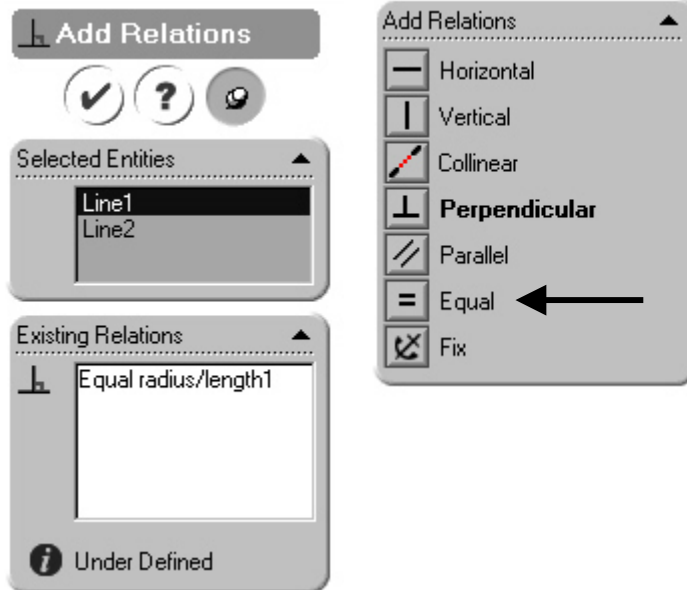 Add Relations
Selected Entities
Line1
Line2
Existing Relations
Equal radius/length1
Under Defined
Add Relations
Horizontal
Vertical
Collinear
Perpendicular
Parallel
Equal
Fix